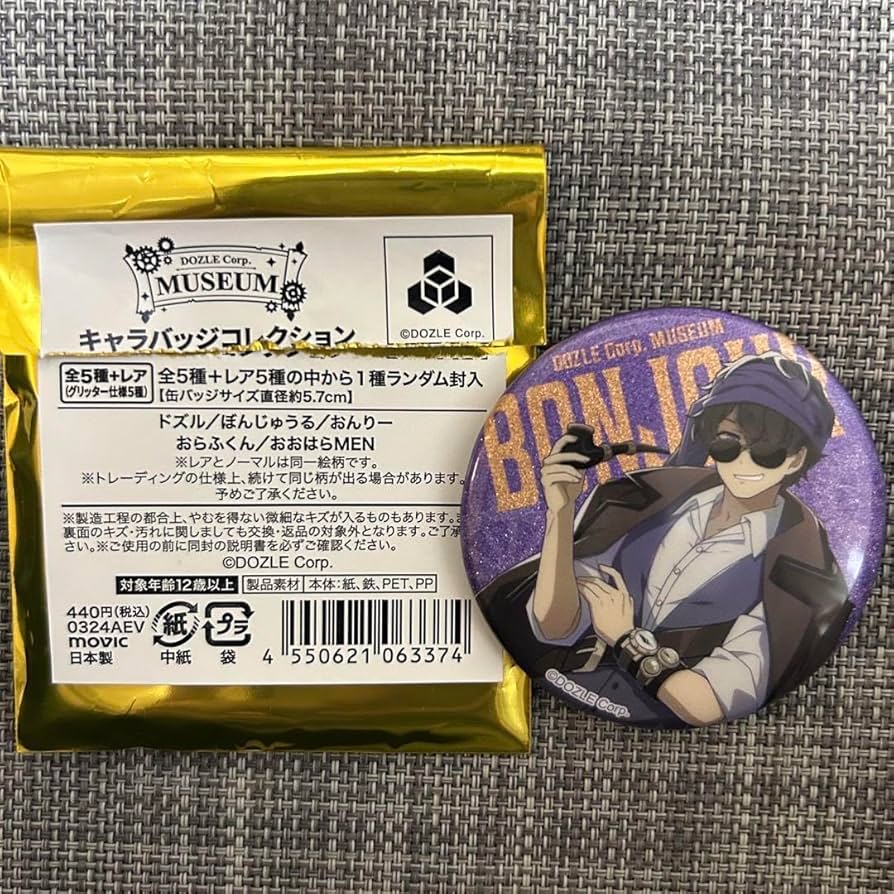 DOZLE Corp.
MUSEUM
©DOZLE Corp.
キャラバッジコレクション
全5種+レア
(グリッター仕様5種)
全5種+レア5種の中から1種ランダム封入
【缶バッジサイズ直径約5.7cm】
ドズル/ぼんじゅうる/おんりー
おらふくん/おおはらMEN
※レアとノーマルは同一絵柄です。
※トレーディングの仕様上、続けて同じ柄が出る場合があります。
予めご了承ください。
※製造工程の都合上、やむを得ない微細なキズが入るものもあります。
裏面のキズ・汚れに関しましても交換・返品の対象外となります。ご了承
い。※ご使用の前に同封の説明書を必ずご確認ください。
©DOZLE Corp.
対象年齢12歳以上 製品素材 本体:紙、鉄、PET、PP
440円(税込)
0324AEV
movic
日本製
紙
中紙
プラ
袋
4 550621 063374
DOZLE Corp. MUSEUM
©DOZLE Corp.